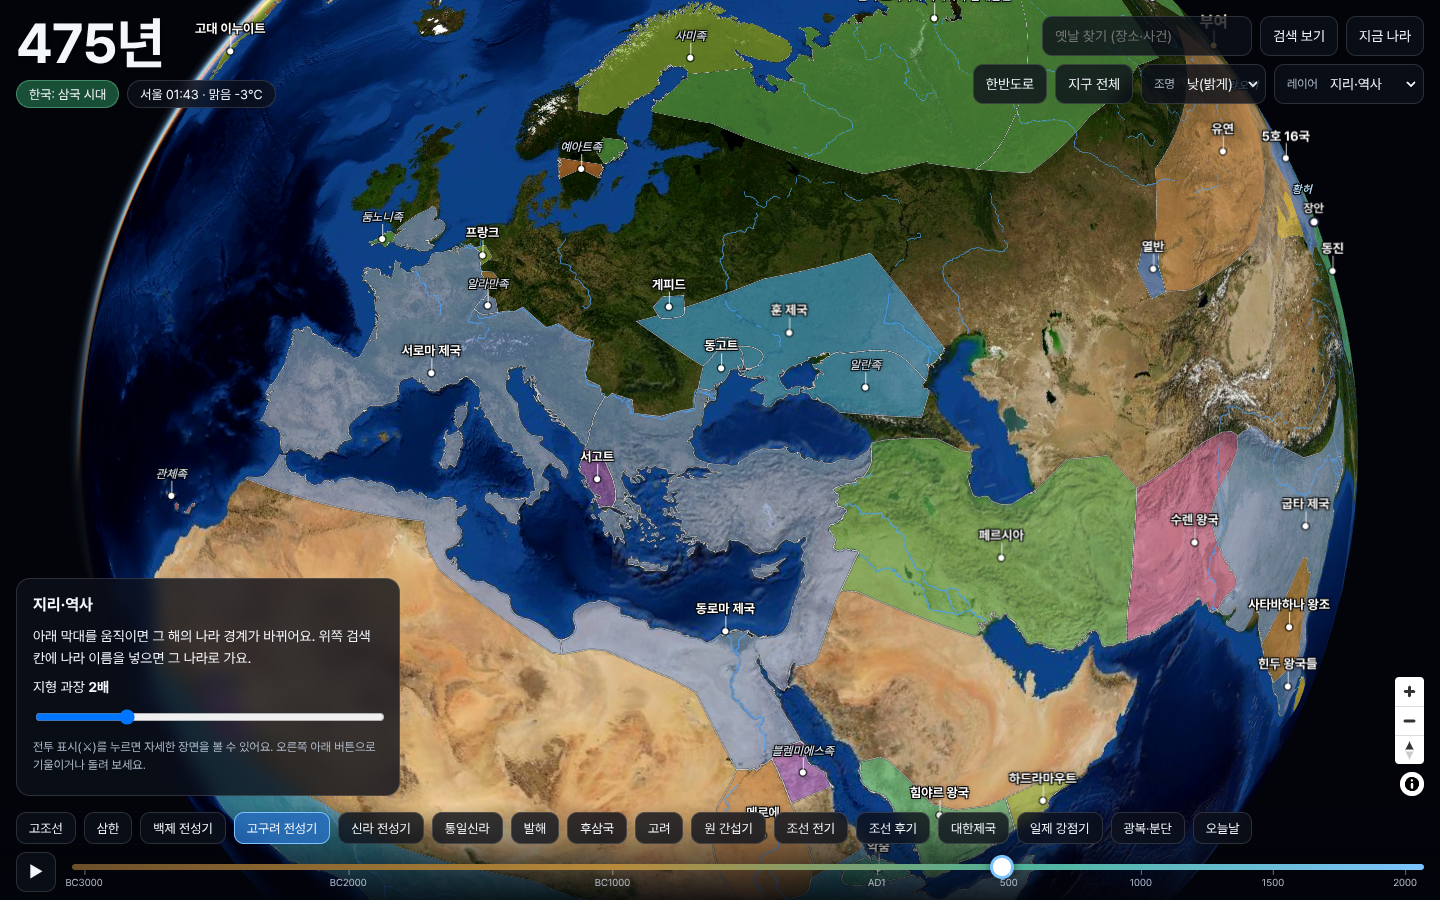 475년
한국: 삼국 시대
서울 01:43 · 맑음 -3°C
고대 이누이트
옛날 찾기 (장소·사건)
검색 보기
지금 나라
한반도로
지구 전체
조명 낮(밝게)
레이어 지리·역사
부여
사미족
유연
5호 16국
예아트족
황허
장안
둠노니족
프랑크
동진
열반
알라만족
게피드
훈 제국
동고트
서로마 제국
알란족
서고트
관체족
굽타 제국
수렌 왕국
페르시아
동로마 제국
사타바하나 왕조
힌두 왕국들
블렘미에스족
하드라마우트
힘야르 왕국
메로에
악숨
지리·역사
아래 막대를 움직이면 그 해의 나라 경계가 바뀌어요. 위쪽 검색
칸에 나라 이름을 넣으면 그 나라로 가요.
지형 과장 2배
전투 표시(⚔)를 누르면 자세한 장면을 볼 수 있어요. 오른쪽 아래 버튼으로
기울이거나 돌려 보세요.
고조선
삼한
백제 전성기
고구려 전성기
신라 전성기
통일신라
발해
후삼국
고려
원 간섭기
조선 전기
조선 후기
대한제국
일제 강점기
광복·분단
오늘날
BC3000
BC2000
BC1000
AD1
500
1000
1500
2000